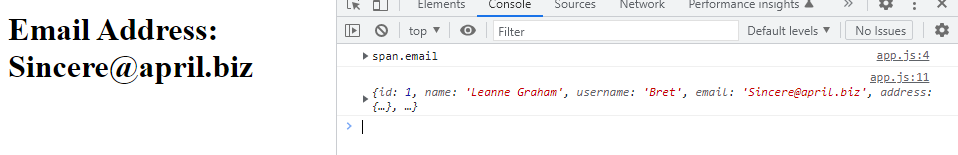 Email Address:
Sincere@april.biz
Elements Console Sources Network Performance insights
top Filter Default levels No Issues
span.email app.js:4
app.js:11
{id: 1, name: 'Leanne Graham', username: 'Bret', email: 'Sincere@april.biz', address:
{…}, …}